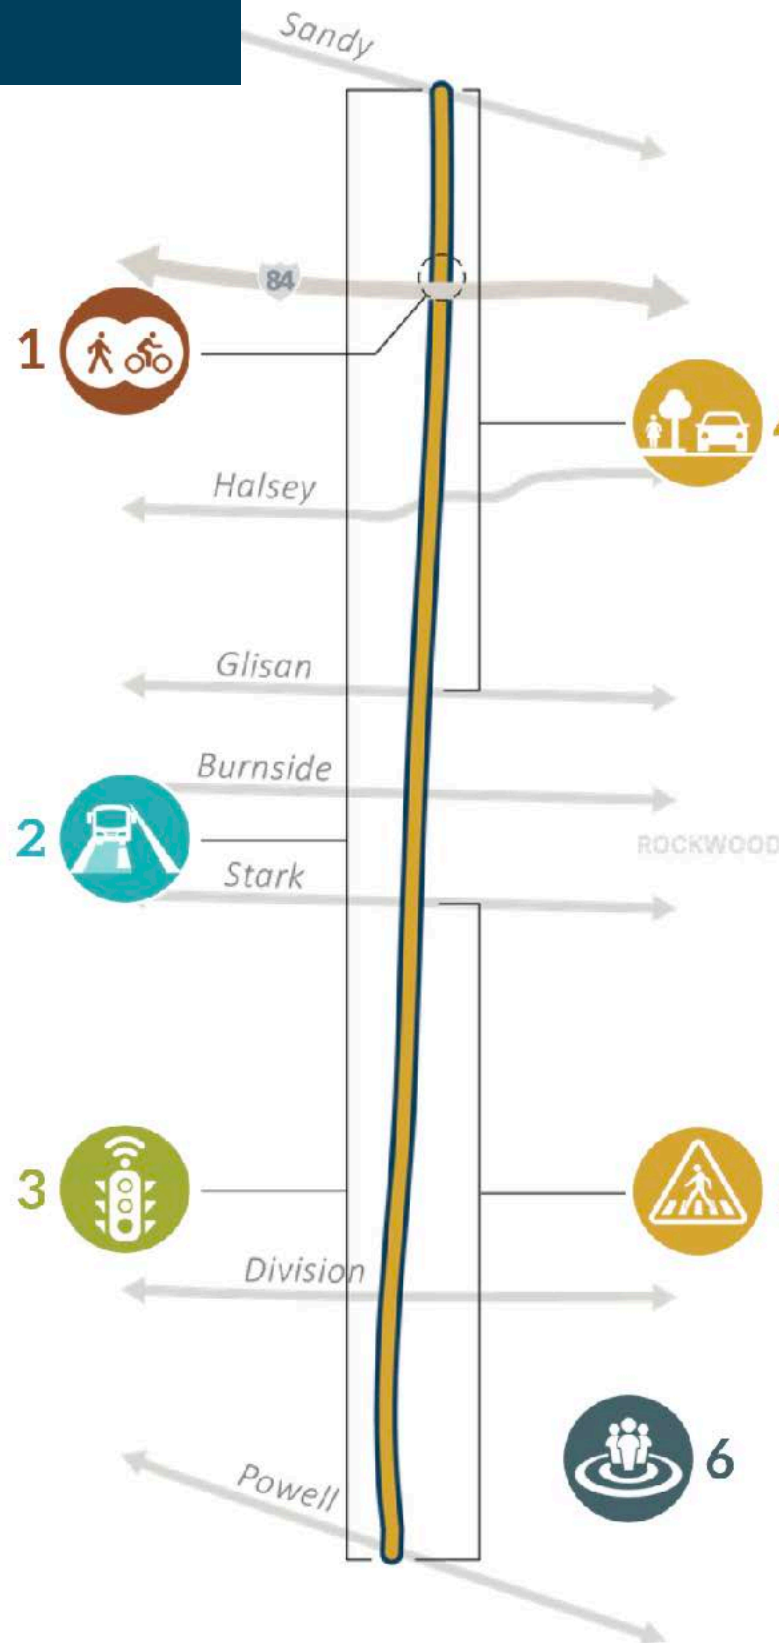 Sandy
84
1
Halsey
Glisan
Burnside
2
ROCKWOOD
Stark
3
Division
6
Powell